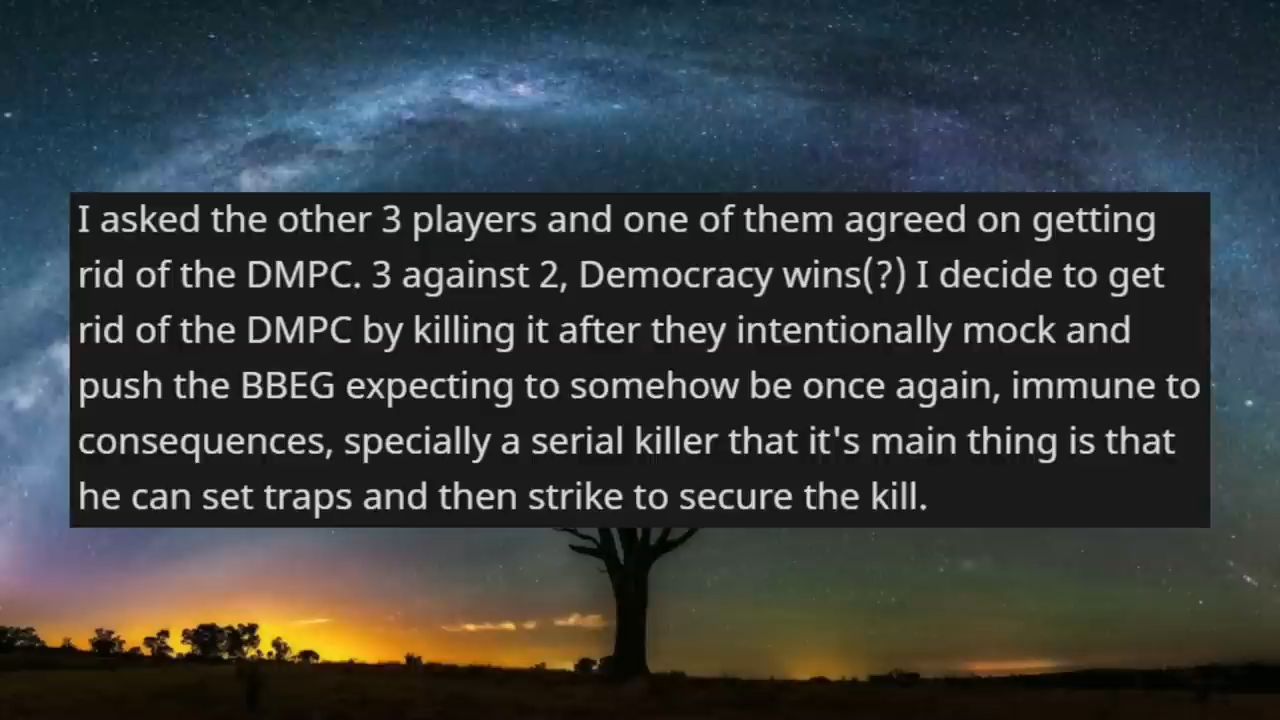 I asked the other 3 players and one of them agreed on getting
rid of the DMPC. 3 against 2, Democracy wins(?) I decide to get
rid of the DMPC by killing it after they intentionally mock and
push the BBEG expecting to somehow be once again, immune to
consequences, specially a serial killer that it's main thing is that
he can set traps and then strike to secure the kill.